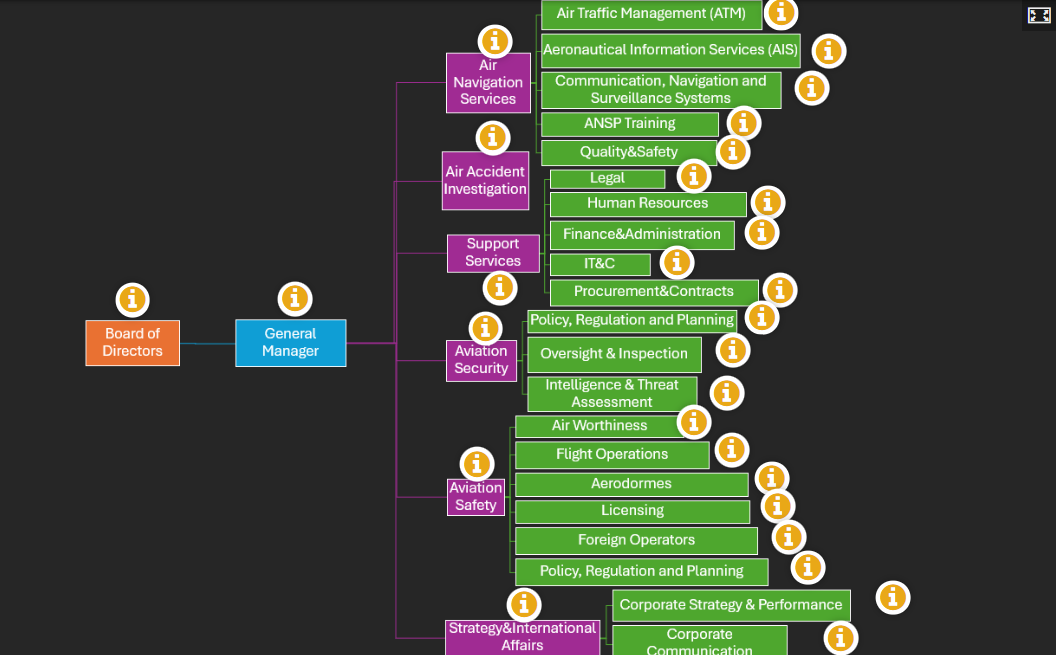 Air Traffic Management (ATM)
Air
Navigation
Services
Aeronautical Information Services (AIS)
Communication, Navigation and
Surveillance Systems
ANSP Training
Quality&Safety
Air Accident
Investigation
Legal
Human Resources
Support
Services
Finance&Administration
IT&C
Procurement&Contracts
Board of
Directors
General
Manager
Aviation
Security
Policy, Regulation and Planning
Oversight & Inspection
Intelligence & Threat
Assessment
Aviation
Safety
Air Worthiness
Flight Operations
Aerodormes
Licensing
Foreign Operators
Policy, Regulation and Planning
Strategy&International
Affairs
Corporate Strategy & Performance
Corporate
Communication